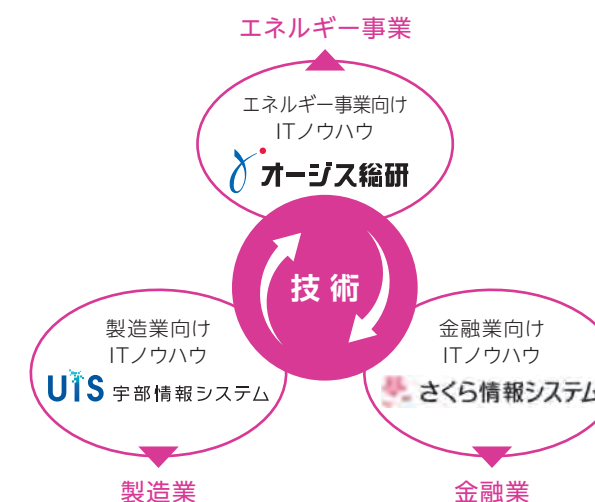 エネルギー事業
エネルギー事業向け
ITノウハウ
オージス総研
技術
製造業向け
ITノウハウ
UiS 宇部情報システム
金融業向け
ITノウハウ
さくら情報システム
製造業
金融業